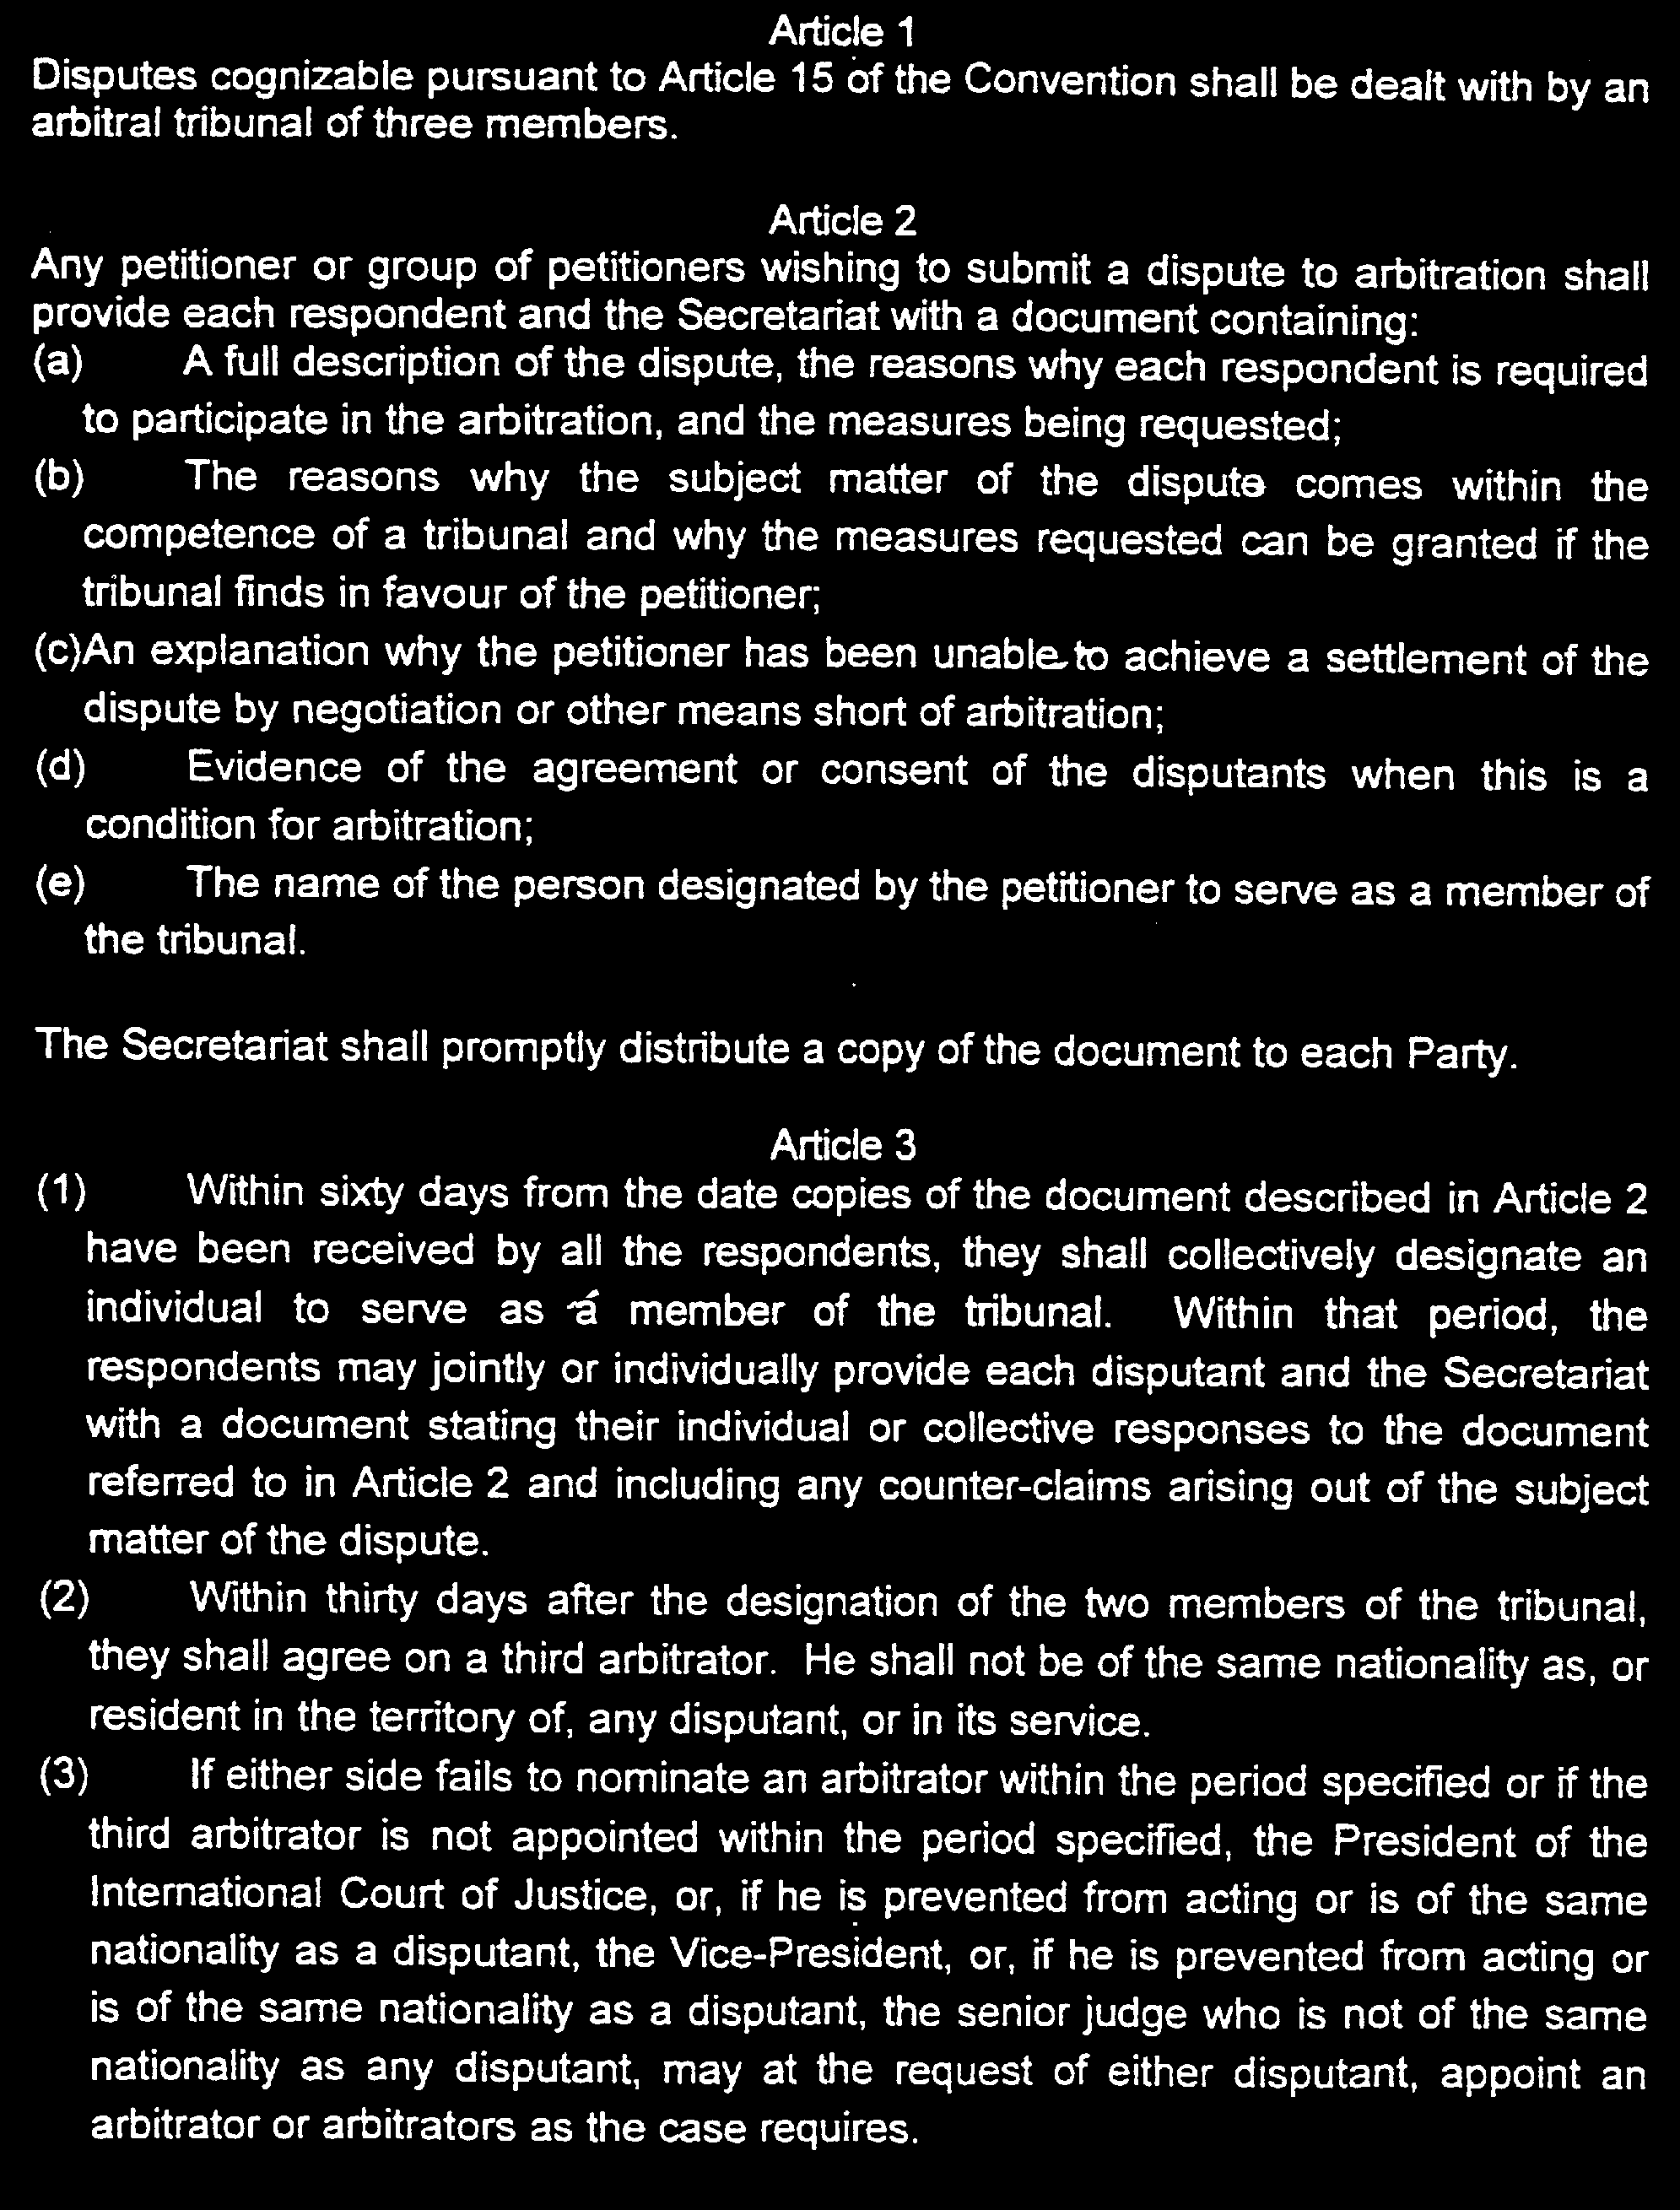 Article 1
Disputes cognizable pursuant to Article 15 of the Convention shall be dealt with by an
arbitral tribunal of three members.
Article 2
Any petitioner or group of petitioners wishing to submit a dispute to arbitration shall
provide each respondent and the Secretariat with a document containing:
(a) A full description of the dispute, the reasons why each respondent is required
to participate in the arbitration, and the measures being requested;
(b) The reasons why the subject matter of the dispute comes within the
competence of a tribunal and why the measures requested can be granted if the
tribunal finds in favour of the petitioner;
(c)An explanation why the petitioner has been unable to achieve a settlement of the
dispute by negotiation or other means short of arbitration;
(d) Evidence of the agreement or consent of the disputants when this is a
condition for arbitration;
(e) The name of the person designated by the petitioner to serve as a member of
the tribunal.
The Secretariat shall promptly distribute a copy of the document to each Party.
Article 3
(1) Within sixty days from the date copies of the document described in Article 2
have been received by all the respondents, they shall collectively designate an
individual to serve as a member of the tribunal. Within that period, the
respondents may jointly or individually provide each disputant and the Secretariat
with a document stating their individual or collective responses to the document
referred to in Article 2 and including any counter-claims arising out of the subject
matter of the dispute.
(2) Within thirty days after the designation of the two members of the tribunal,
they shall agree on a third arbitrator. He shall not be of the same nationality as, or
resident in the territory of, any disputant, or in its service.
(3) If either side fails to nominate an arbitrator within the period specified or if the
third arbitrator is not appointed within the period specified, the President of the
International Court of Justice, or, if he is prevented from acting or is of the same
nationality as a disputant, the Vice-President, or, if he is prevented from acting or
is of the same nationality as a disputant, the senior judge who is not of the same
nationality as any disputant, may at the request of either disputant, appoint an
arbitrator or arbitrators as the case requires.